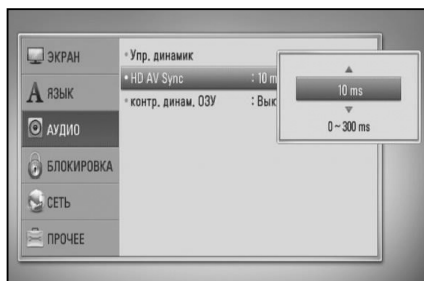 ЭКРАН
ЯЗЫК
АУДИО
БЛОКИРОВКА
СЕТЬ
ПРОЧЕЕ
Упр. динамик
HD AV Sync : 10 m
контр. динам. ОЗУ : Вык
10 ms
0 ~ 300 ms